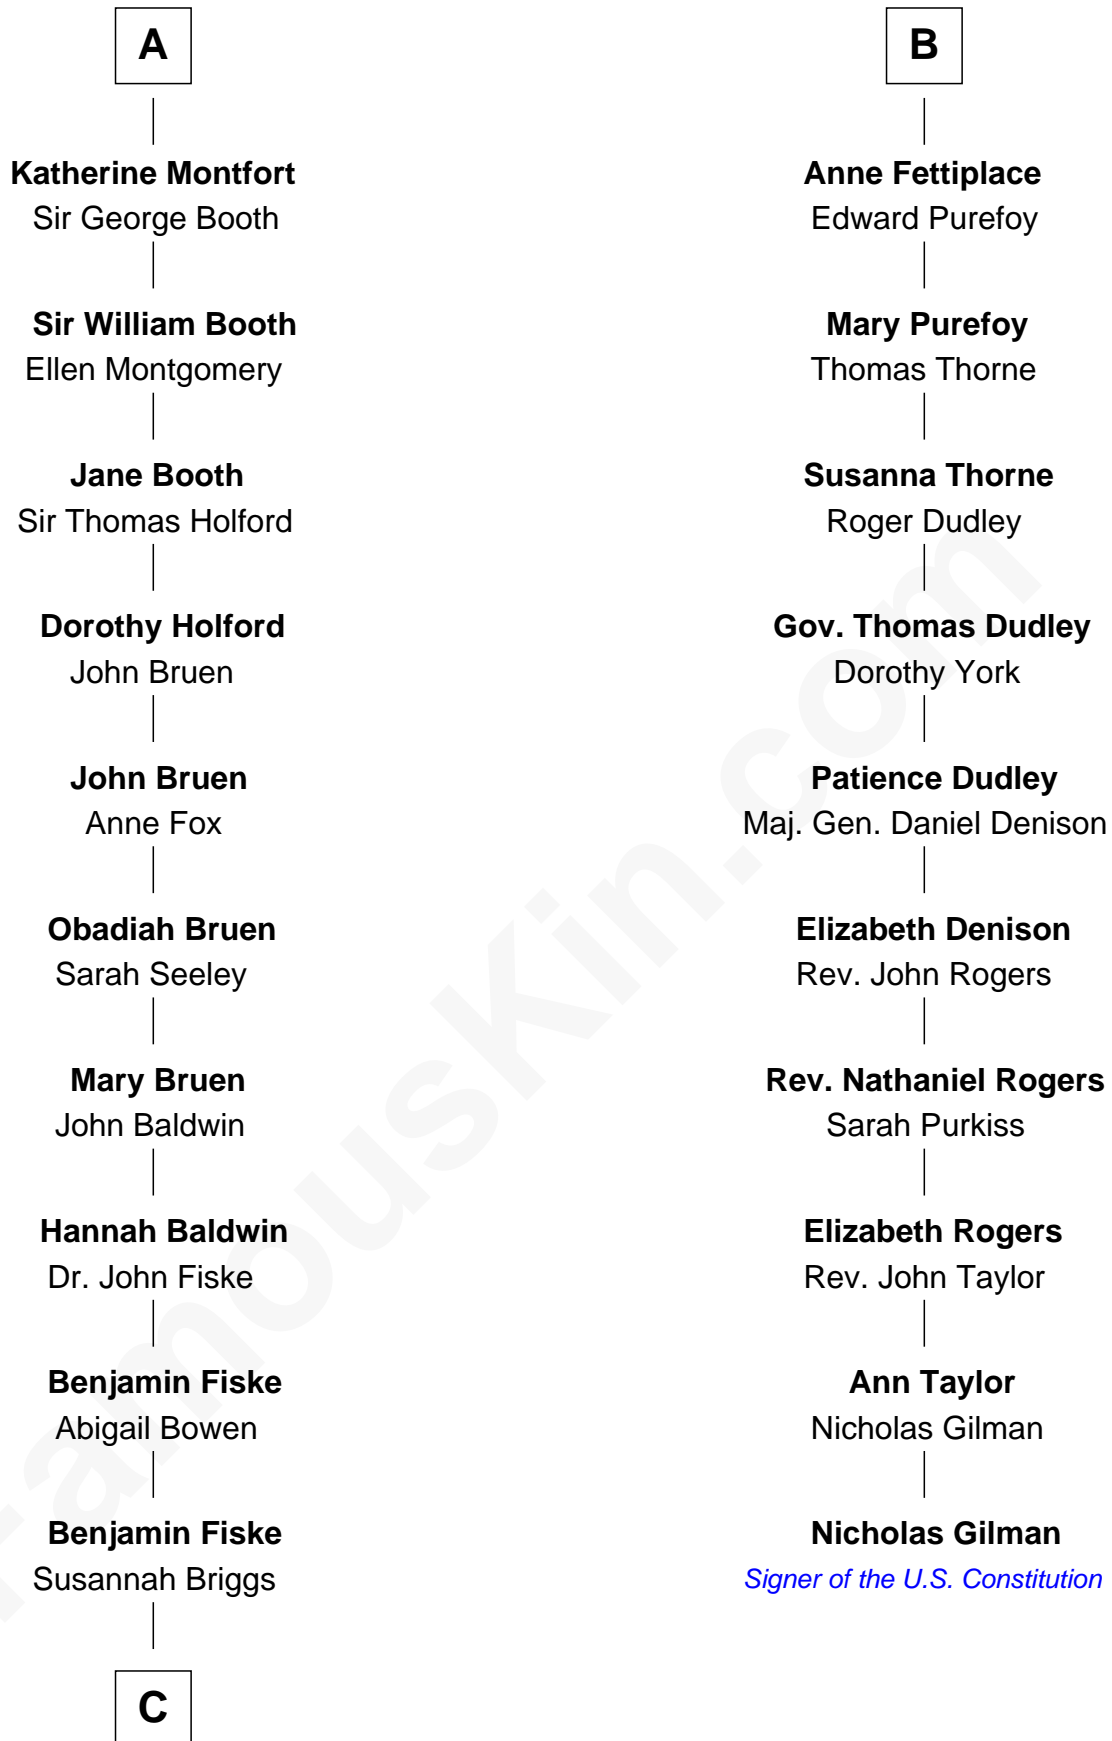 A
Katherine Montfort
Sir George Booth
Sir William Booth
Ellen Montgomery
Jane Booth
Sir Thomas Holford
Dorothy Holford
John Bruen
John Bruen
Anne Fox
Obadiah Bruen
Sarah Seeley
Mary Bruen
John Baldwin
Hannah Baldwin
Dr. John Fiske
Benjamin Fiske
Abigail Bowen
Benjamin Fiske
Susannah Briggs
C
B
Anne Fettiplace
Edward Purefoy
Mary Purefoy
Thomas Thorne
Susanna Thorne
Roger Dudley
Gov. Thomas Dudley
Dorothy York
Patience Dudley
Maj. Gen. Daniel Denison
Elizabeth Denison
Rev. John Rogers
Rev. Nathaniel Rogers
Sarah Purkiss
Elizabeth Rogers
Rev. John Taylor
Ann Taylor
Nicholas Gilman
Nicholas Gilman
Signer of the U.S. Constitution
FamousKin.com